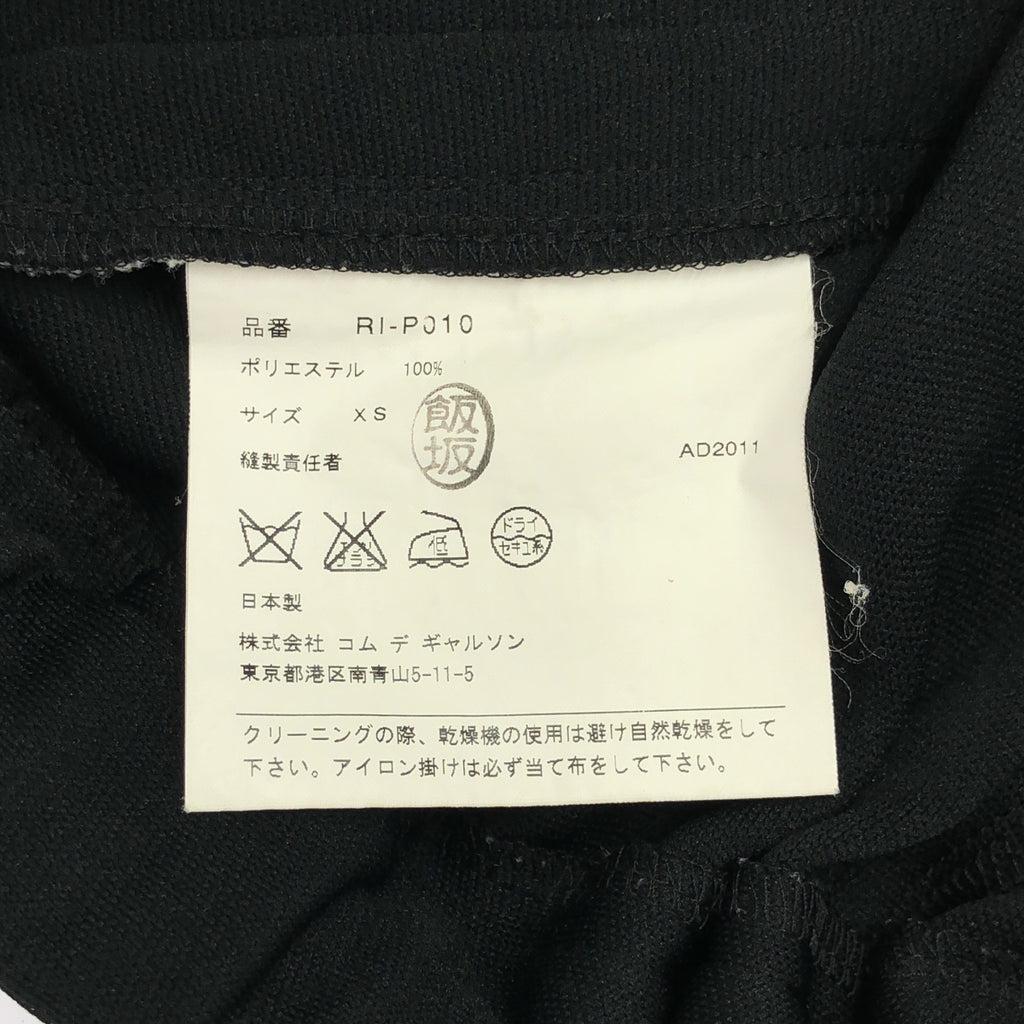 品番 RI-P010
ポリエステル 100%
サイズ XS
飯坂
縫製責任者
AD2011
低
ドライ
セキユ系
日本製
株式会社 コム デ ギャルソン
東京都港区南青山5-11-5
クリーニングの際、乾燥機の使用は避け自然乾燥をして
下さい。アイロン掛けは必ず当て布をして下さい。